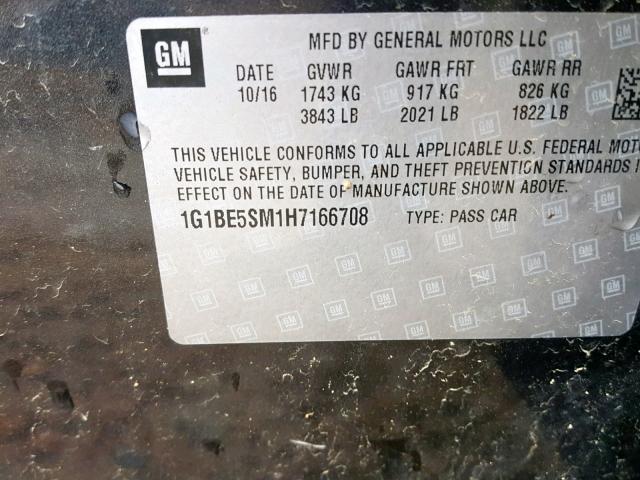 GM
MFD BY GENERAL MOTORS LLC
DATE GVWR GAWR FRT GAWR RR
10/16 1743 KG 917 KG 826 KG
3843 LB 2021 LB 1822 LB
THIS VEHICLE CONFORMS TO ALL APPLICABLE U.S. FEDERAL MOT
VEHICLE SAFETY, BUMPER, AND THEFT PREVENTION STANDARDS I
EFFECT ON THE DATE OF MANUFACTURE SHOWN ABOVE.
1G1BE5SM1H7166708 TYPE: PASS CAR